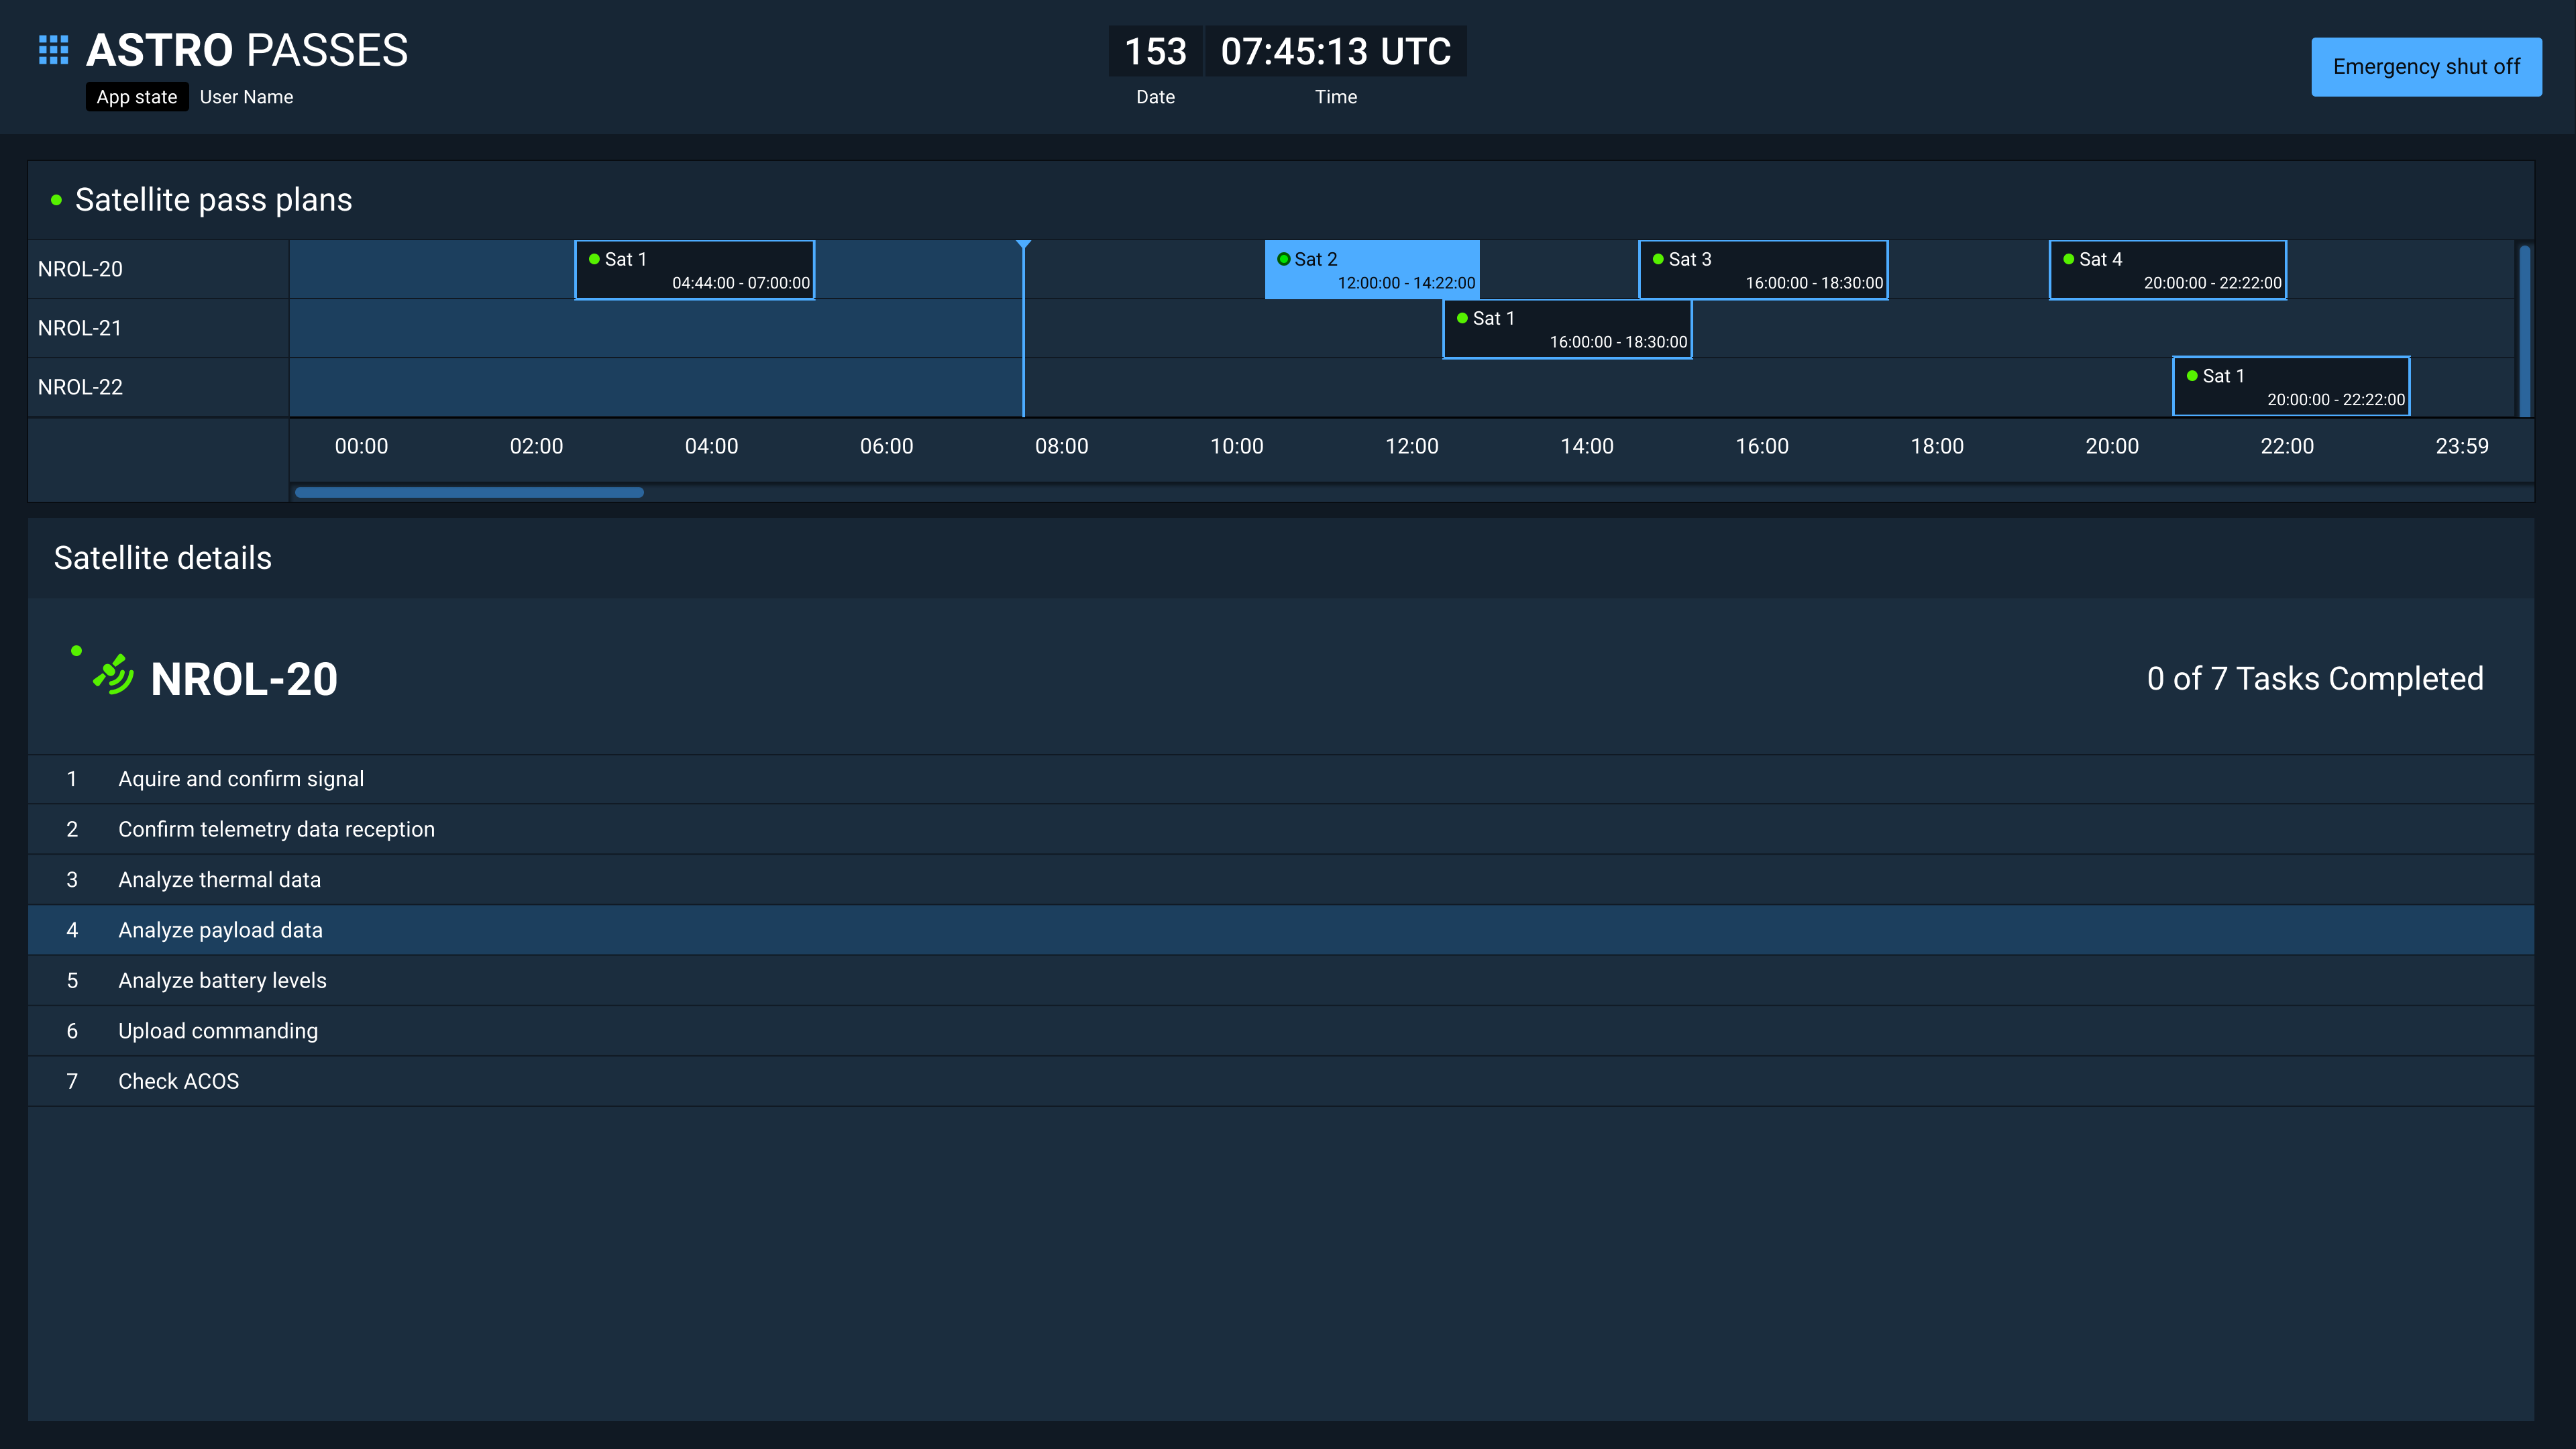 ASTRO PASSES
App state User Name
153 07:45:13 UTC
Date Time
Emergency shut off
Satellite pass plans
NROL-20
Sat 1
04:44:00 - 07:00:00
Sat 2
12:00:00 - 14:22:00
Sat 3
16:00:00 - 18:30:00
Sat 4
20:00:00 - 22:22:00
NROL-21
Sat 1
16:00:00 - 18:30:00
NROL-22
Sat 1
20:00:00 - 22:22:00
00:00 02:00 04:00 06:00 08:00 10:00 12:00 14:00 16:00 18:00 20:00 22:00 23:59
Satellite details
NROL-20
0 of 7 Tasks Completed
1 Aquire and confirm signal
2 Confirm telemetry data reception
3 Analyze thermal data
4 Analyze payload data
5 Analyze battery levels
6 Upload commanding
7 Check ACOS